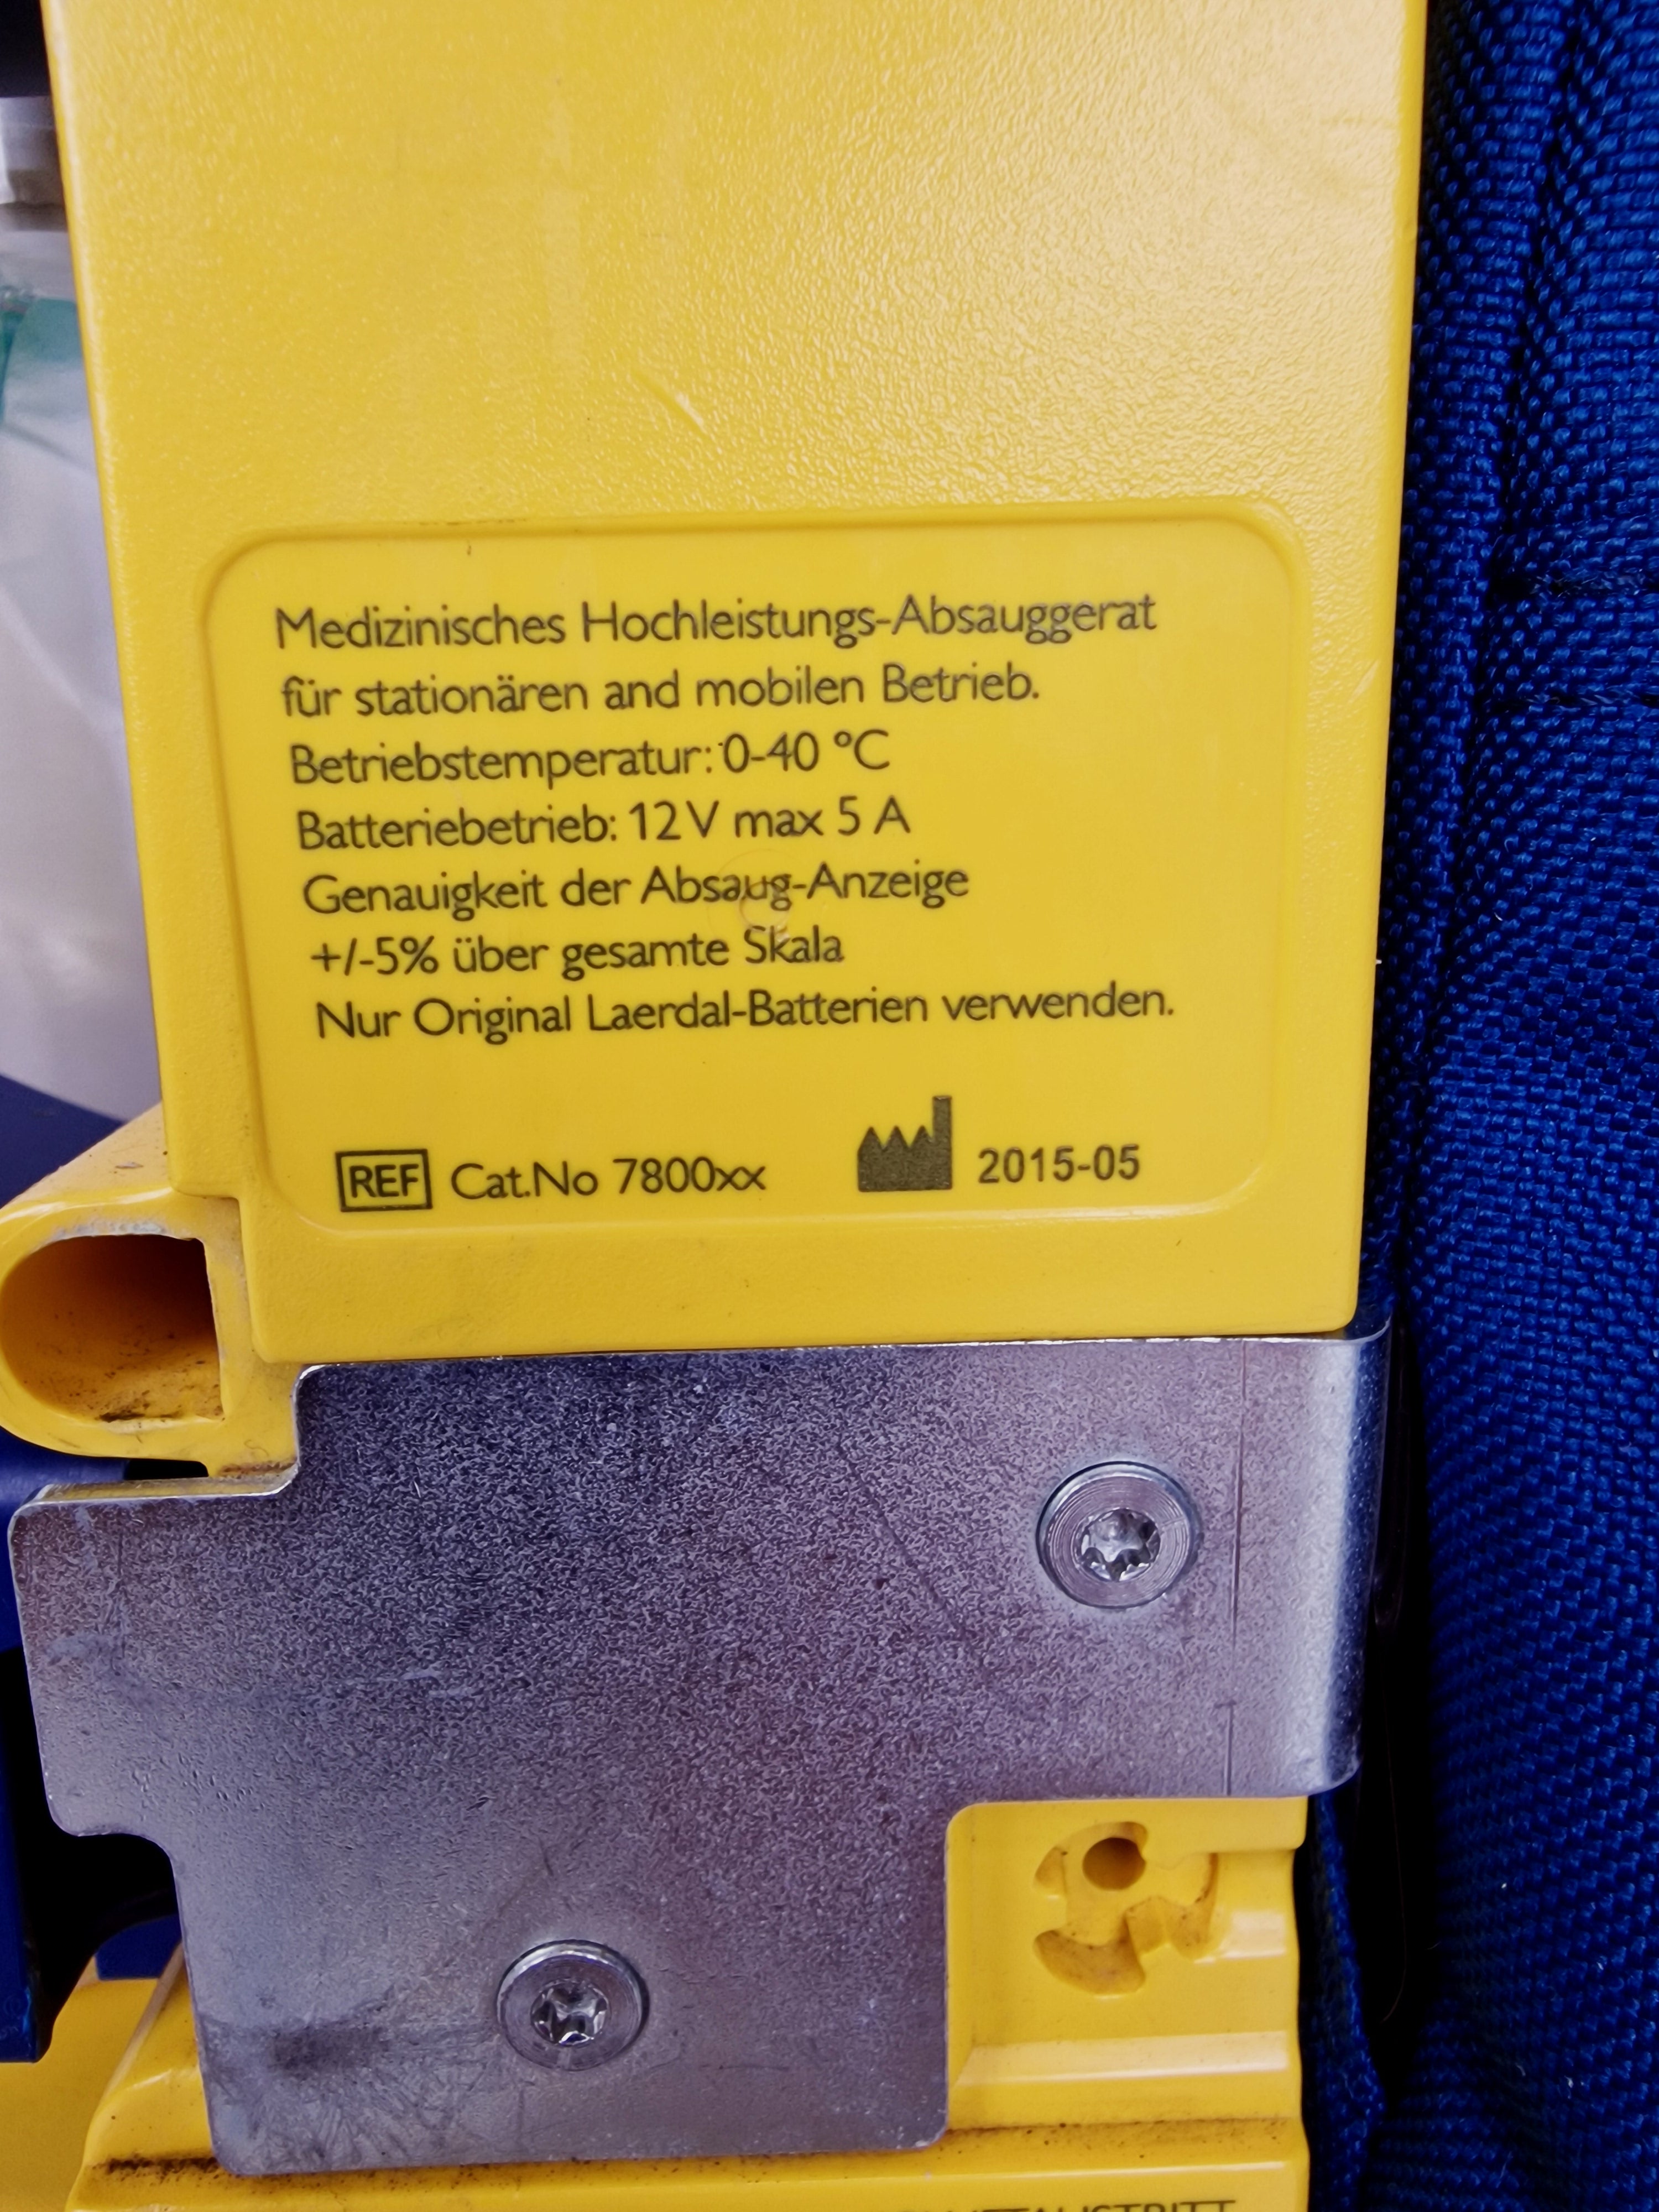 Medizinisches Hochleistungs-Absauggerat
für stationären and mobilen Betrieb.
Betriebstemperatur: 0-40 °C
Batteriebetrieb: 12V max 5 A
Genauigkeit der Absaug-Anzeige
+/-5% über gesamte Skala
Nur Original Laerdal-Batterien verwenden.
REF Cat.No 7800xx 2015-05